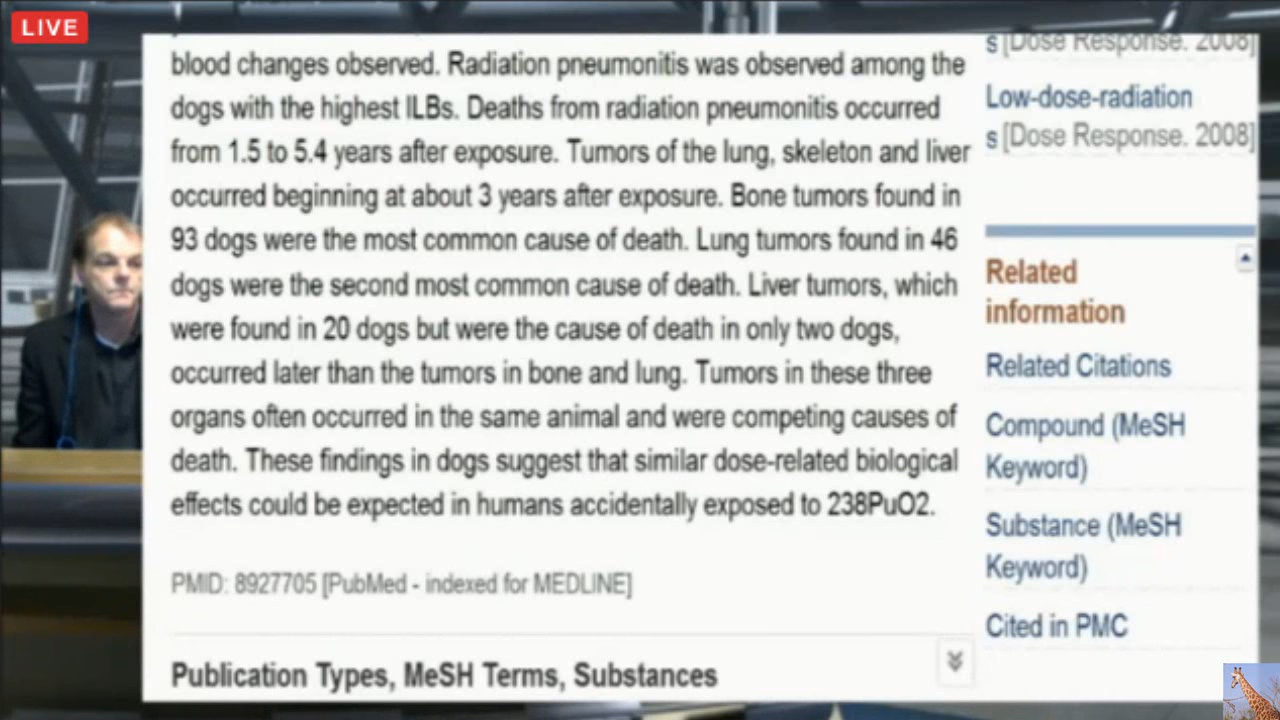 LIVE
blood changes observed. Radiation pneumonitis was observed among the
dogs with the highest ILBs. Deaths from radiation pneumonitis occurred
from 1.5 to 5.4 years after exposure. Tumors of the lung, skeleton and liver
occurred beginning at about 3 years after exposure. Bone tumors found in
93 dogs were the most common cause of death. Lung tumors found in 46
dogs were the second most common cause of death. Liver tumors, which
were found in 20 dogs but were the cause of death in only two dogs,
occurred later than the tumors in bone and lung. Tumors in these three
organs often occurred in the same animal and were competing causes of
death. These findings in dogs suggest that similar dose-related biological
effects could be expected in humans accidentally exposed to 238PuO2.
PMID: 8927705 [PubMed - indexed for MEDLINE]
Publication Types, MeSH Terms, Substances
s [Dose Response. 2008]
Low-dose-radiation
s [Dose Response. 2008]
Related
information
Related Citations
Compound (MeSH
Keyword)
Substance (MeSH
Keyword)
Cited in PMC